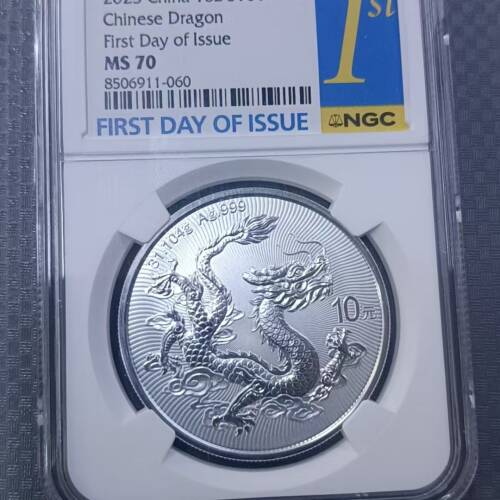 Chinese Dragon
First Day of Issue
MS 70
8506911-060
1st
FIRST DAY OF ISSUE
NGC
31.104g Ag.999
10元